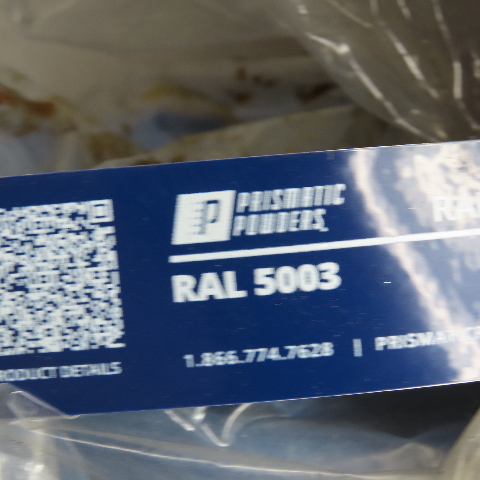 PRISMATIC
POWDERS
RAL 5003
1.866.774.7628 | PRISMATIC
PRODUCT DETAILS